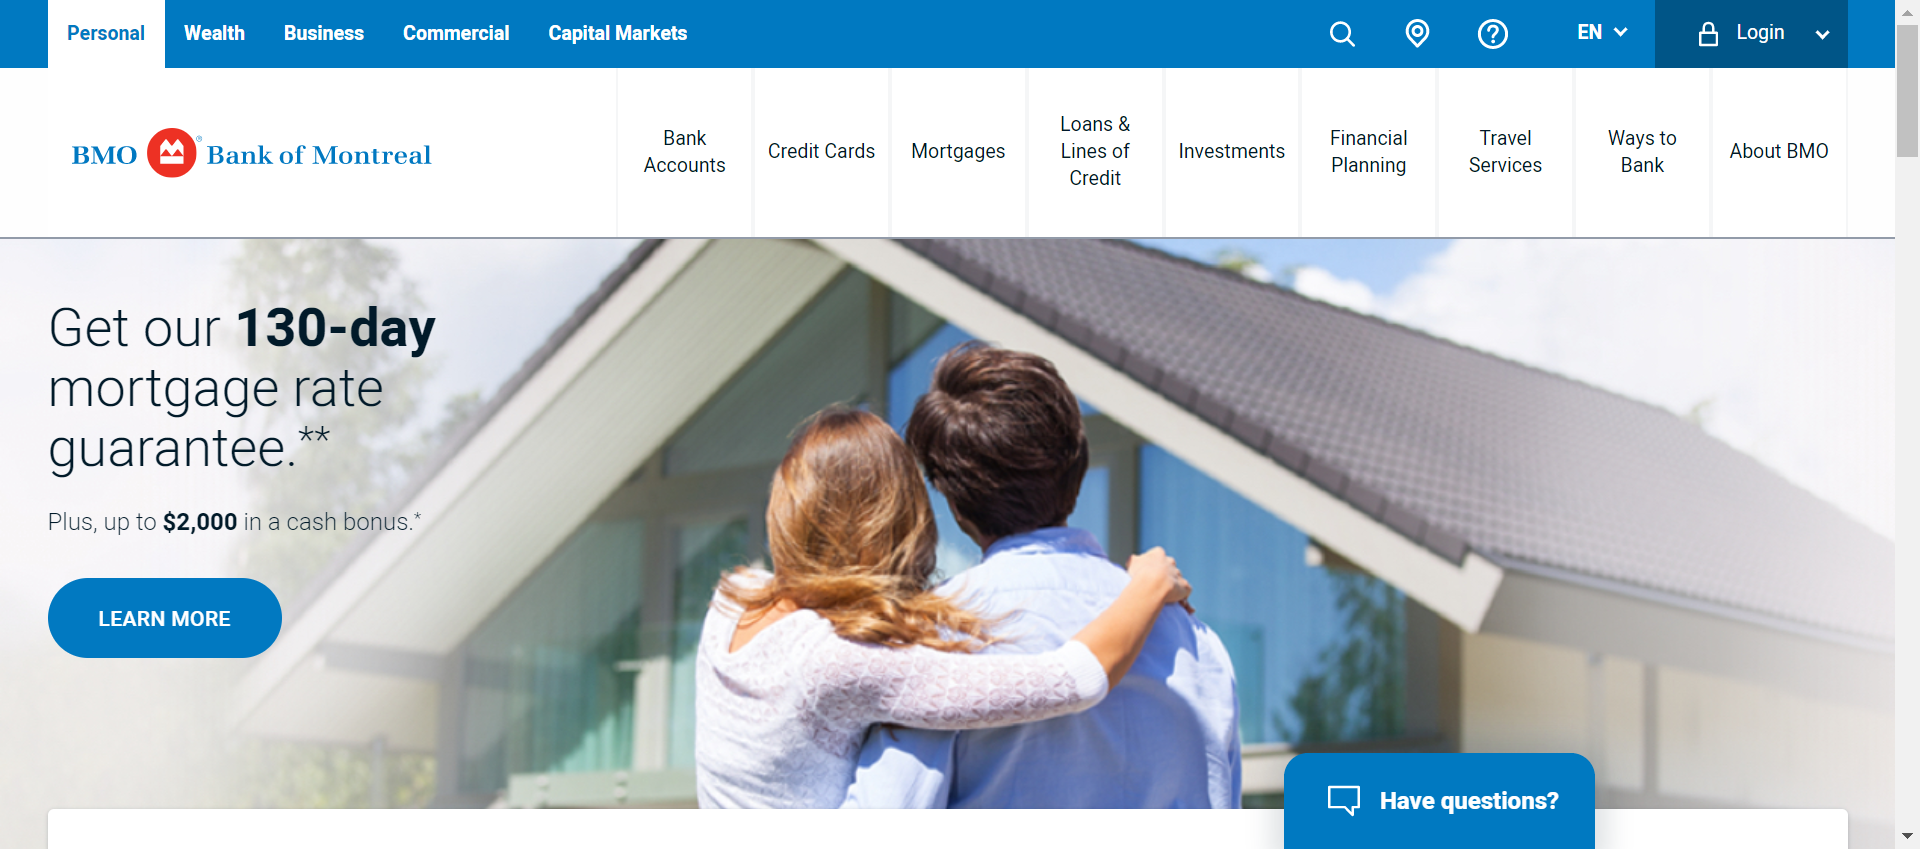 Personal
Wealth
Business
Commercial
Capital Markets
EN
Login
BMO Bank of Montreal
®
Bank
Accounts
Credit Cards
Mortgages
Loans &
Lines of
Credit
Investments
Financial
Planning
Travel
Services
Ways to
Bank
About BMO
Get our 130-day
mortgage rate
guarantee.**
Plus, up to $2,000 in a cash bonus.*
LEARN MORE
Have questions?